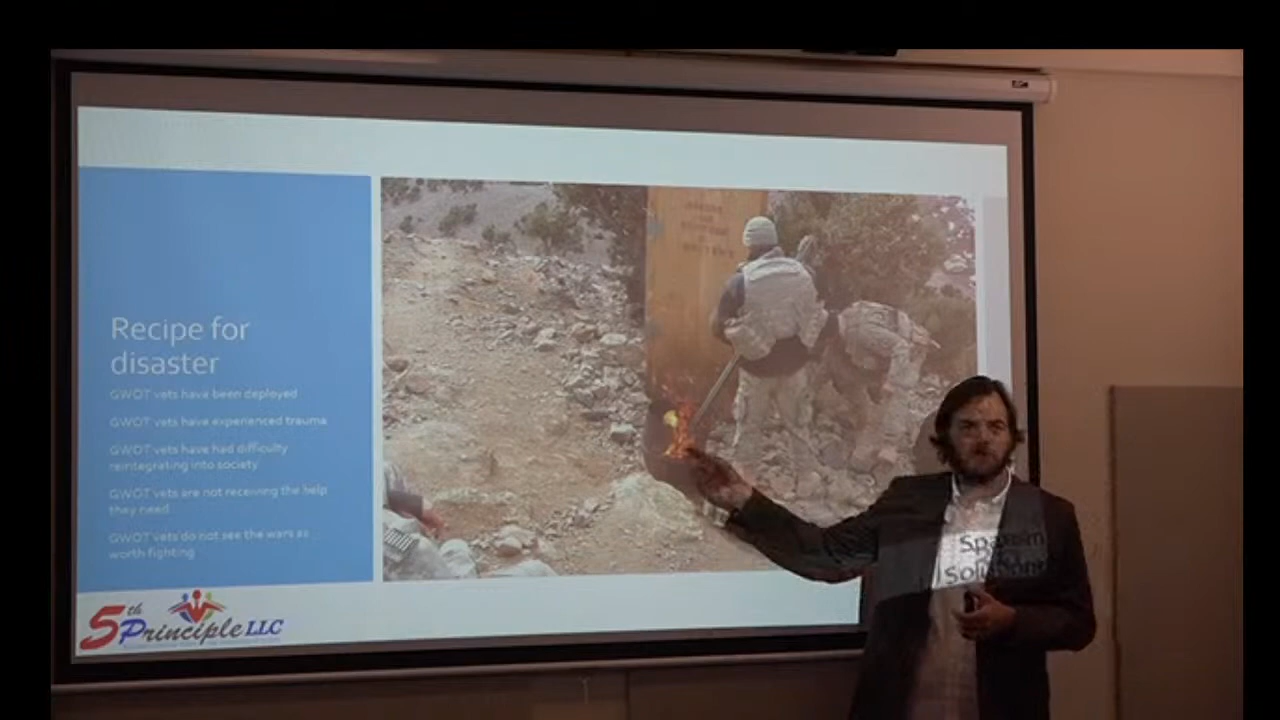 Recipe for
disaster
GWOT vets have been deployed
GWOT vets have experienced trauma
GWOT vets have had difficulty
reintegrating into society
GWOT vets are not receiving the help
they need
GWOT vets do not see the wars as
worth fighting
5th Principle LLC